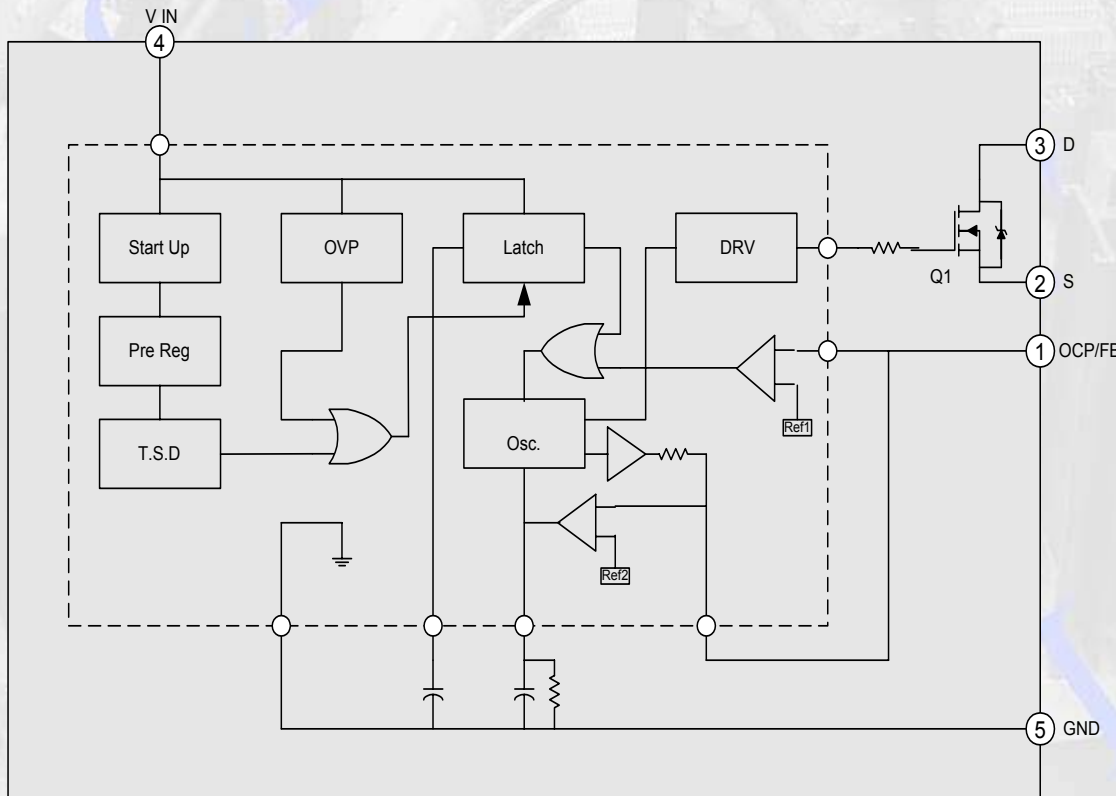 V IN
4
3 D
Start Up
OVP
Latch
DRV
Q1
2 S
Pre Reg
1 OCP/FB
Ref1
T.S.D
Osc.
Ref2
5 GND